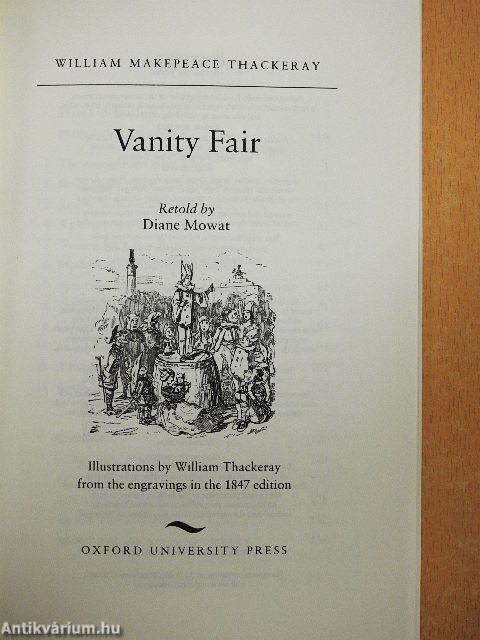 WILLIAM MAKEPEACE THACKERAY
Vanity Fair
Retold by
Diane Mowat
Illustrations by William Thackeray
from the engravings in the 1847 edition
OXFORD UNIVERSITY PRESS
Antikvárium.hu